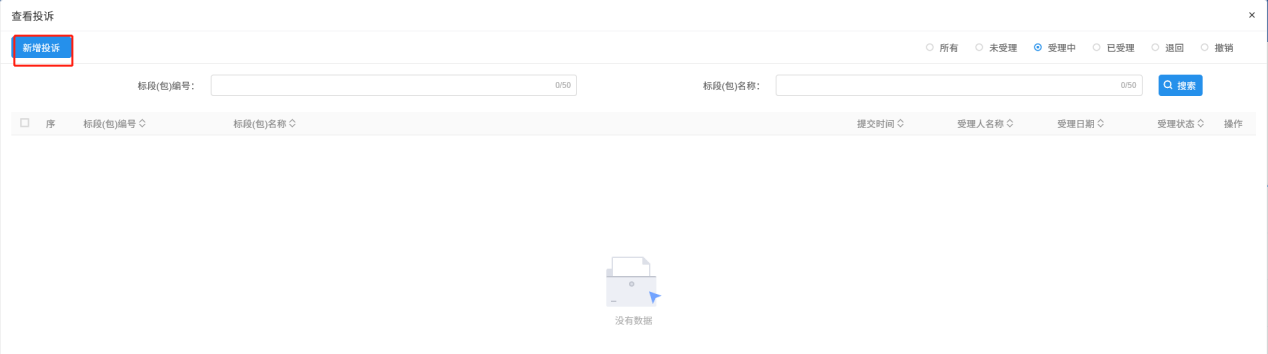 查看投诉 ×
新增投诉 所有 未受理 受理中 已受理 退回 撤销
标段(包)编号： 0/50 标段(包)名称： 0/50 搜索
序 标段(包)编号 标段(包)名称 提交时间 受理人名称 受理日期 受理状态 操作
没有数据